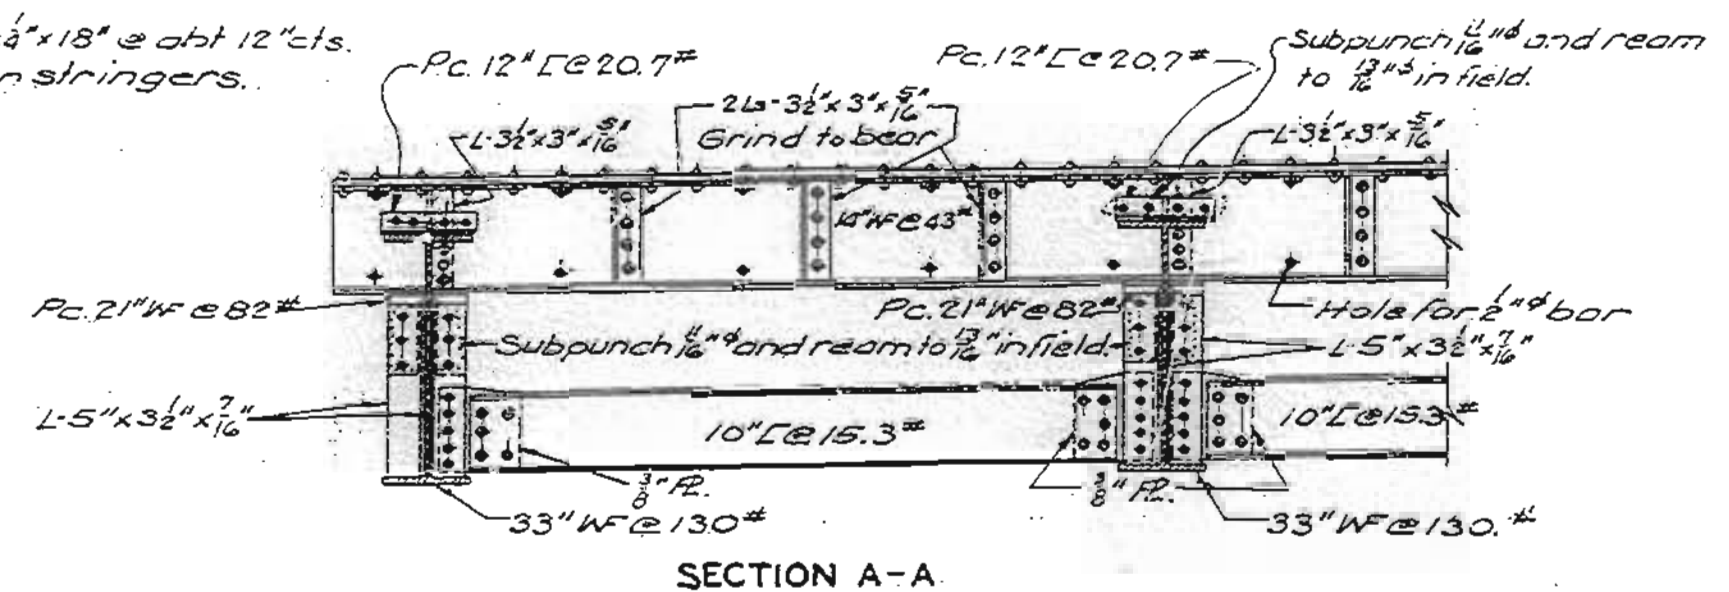 ¼"x18" @ abt 12"cts.
n stringers.
Pc. 12" [ @ 20.7#
Pc. 12" [ @ 20.7#
Subpunch 11/16"φ and ream
to 13/16"φ in field.
2Ls-3½"x3"x5/16"
Grind to bear
L-3½"x3"x5/16"
L-3½"x3"x5/16"
14"WF@43#
Pc. 21"WF@82#
Pc. 21"WF@82#
Hole for ½"φ bar
Subpunch 11/16"φ and ream to 13/16" in field.
L-5"x3½"x7/16"
L-5"x3½"x7/16"
10"[@15.3#
10"[@15.3#
3/8" PL.
3/8" PL.
33"WF@130#
33"WF@130.#
SECTION A-A